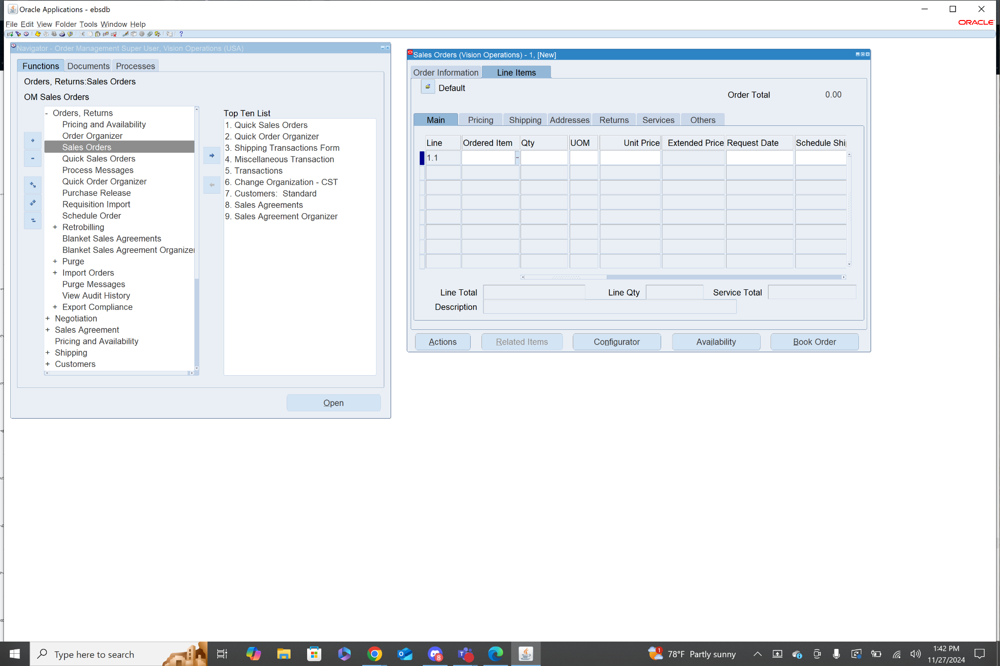 Oracle Applications - ebsdb
File Edit View Folder Tools Window Help
ORACLE
Navigator - Order Management Super User, Vision Operations (USA)
Functions Documents Processes
Orders, Returns:Sales Orders
OM Sales Orders
- Orders, Returns
Pricing and Availability
Order Organizer
Sales Orders
Quick Sales Orders
Process Messages
Quick Order Organizer
Purchase Release
Requisition Import
Schedule Order
+ Retrobilling
Blanket Sales Agreements
Blanket Sales Agreement Organizer
+ Purge
+ Import Orders
Purge Messages
View Audit History
+ Export Compliance
+ Negotiation
+ Sales Agreement
Pricing and Availability
+ Shipping
+ Customers
Top Ten List
1. Quick Sales Orders
2. Quick Order Organizer
3. Shipping Transactions Form
4. Miscellaneous Transaction
5. Transactions
6. Change Organization - CST
7. Customers: Standard
8. Sales Agreements
9. Sales Agreement Organizer
Open
Sales Orders (Vision Operations) - 1, [New]
Order Information Line Items
Default
Order Total 0.00
Main Pricing Shipping Addresses Returns Services Others
Line Ordered Item Qty UOM Unit Price Extended Price Request Date Schedule Shi
1.1
Line Total Line Qty Service Total
Description
Actions Related Items Configurator Availability Book Order
Type here to search
8
1
78°F Partly sunny
1:42 PM
11/27/2024